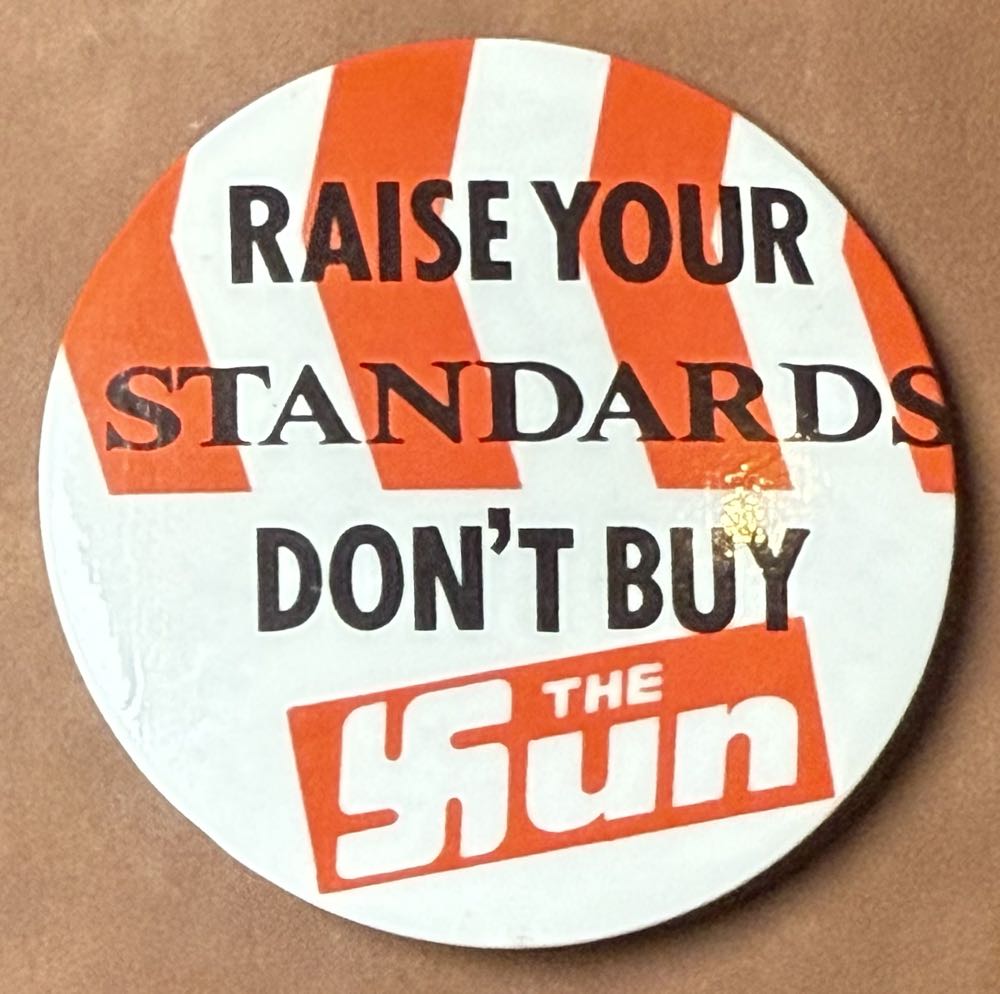 RAISE YOUR
STANDARDS
DON'T BUY
THE
Sun